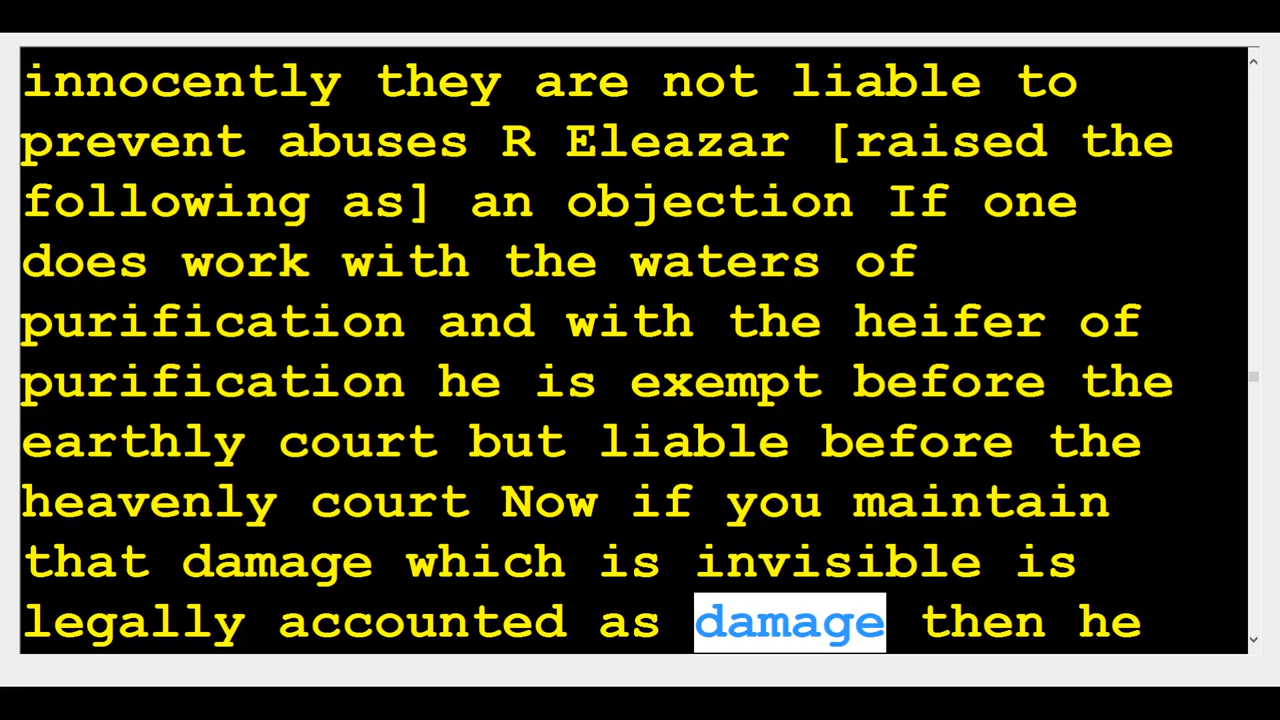 innocently they are not liable to
prevent abuses R Eleazar [raised the
following as] an objection If one
does work with the waters of
purification and with the heifer of
purification he is exempt before the
earthly court but liable before the
heavenly court Now if you maintain
that damage which is invisible is
legally accounted as damage then he